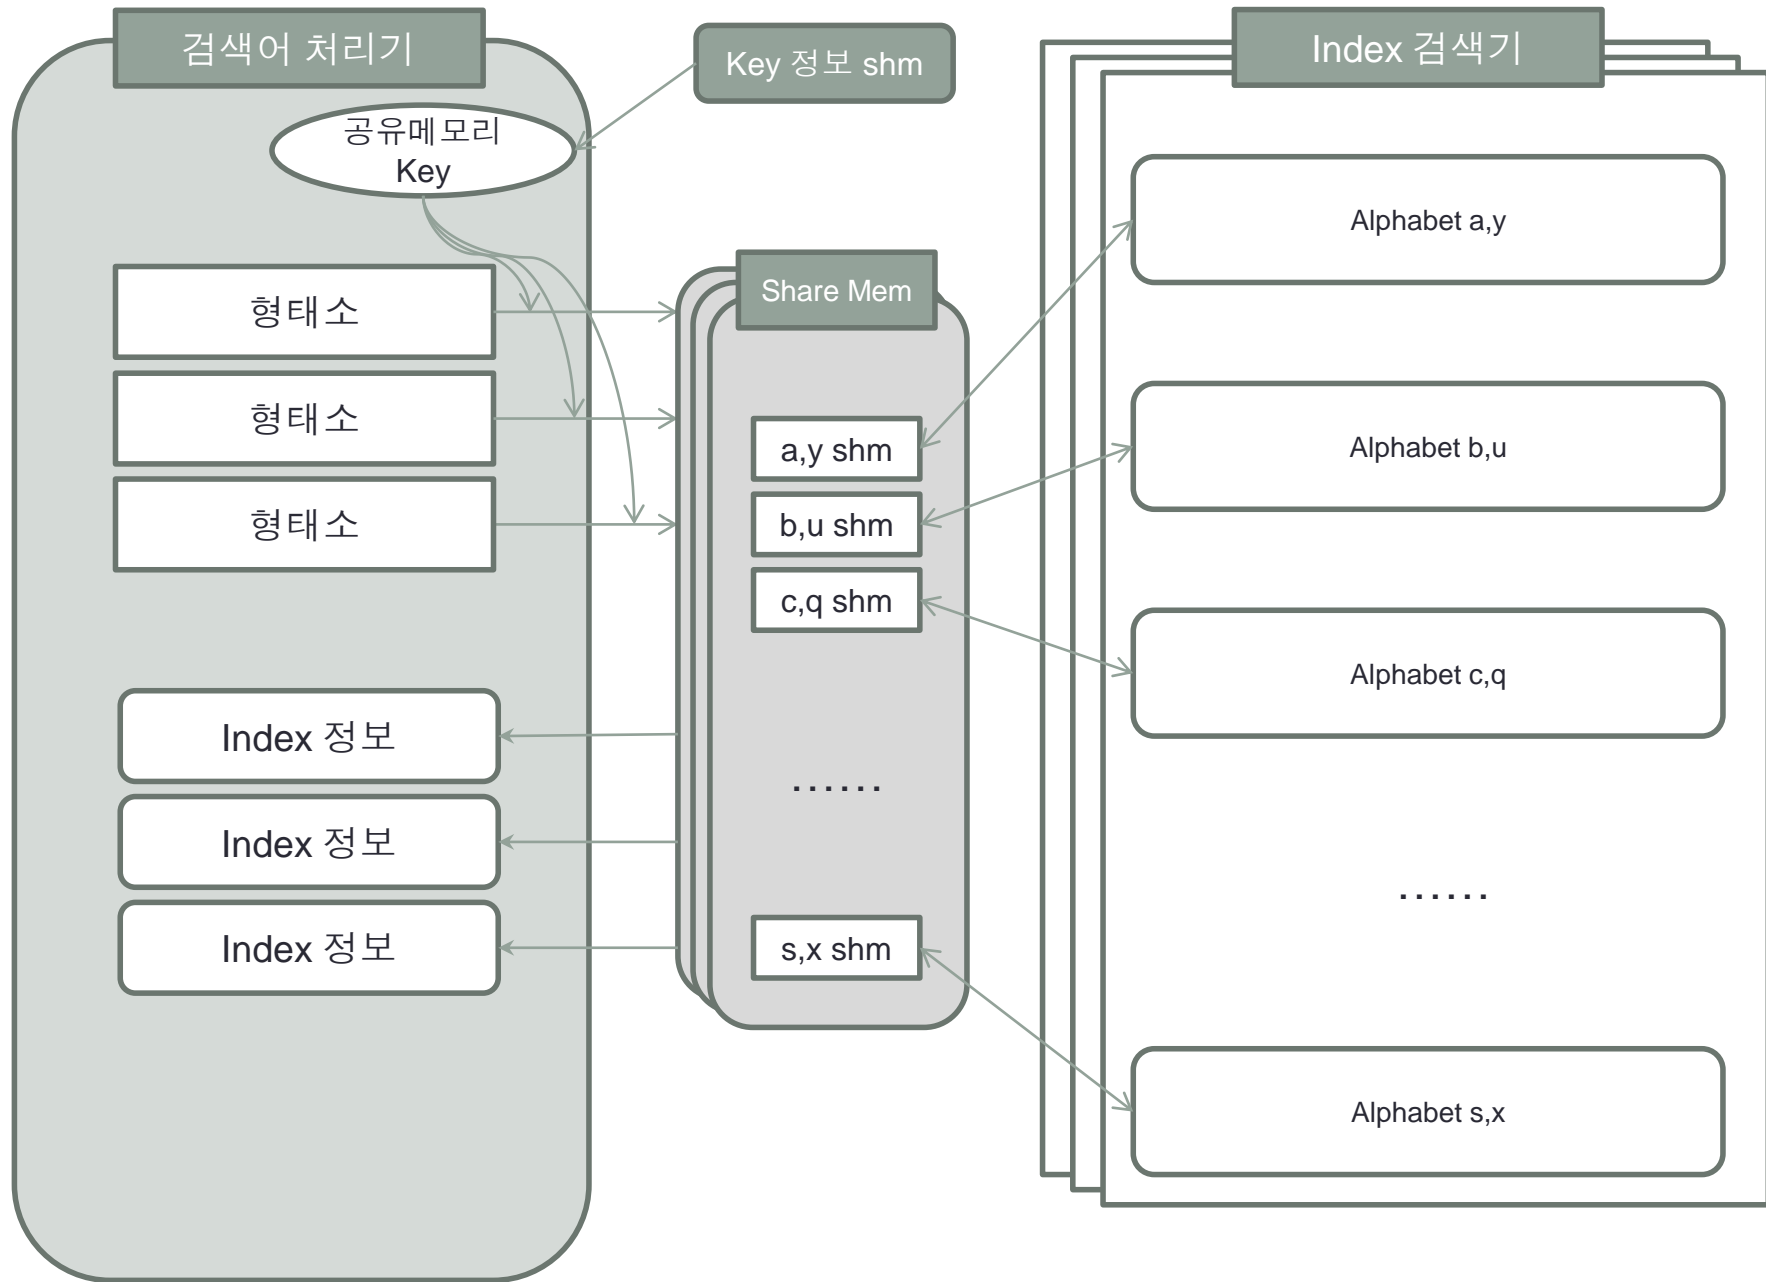 검색어 처리기
공유메모리
Key
형태소
형태소
형태소
Index 정보
Index 정보
Index 정보
Key 정보 shm
Share Mem
a,y shm
b,u shm
c,q shm
......
s,x shm
Index 검색기
Alphabet a,y
Alphabet b,u
Alphabet c,q
......
Alphabet s,x